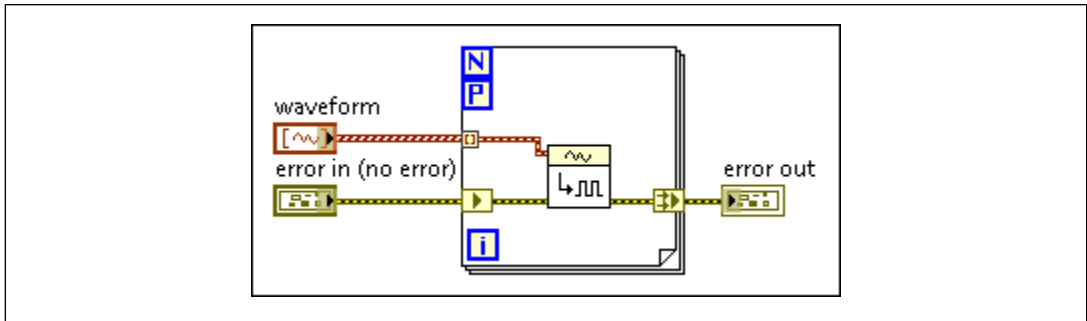 N
P
waveform
error in (no error)
error out
i